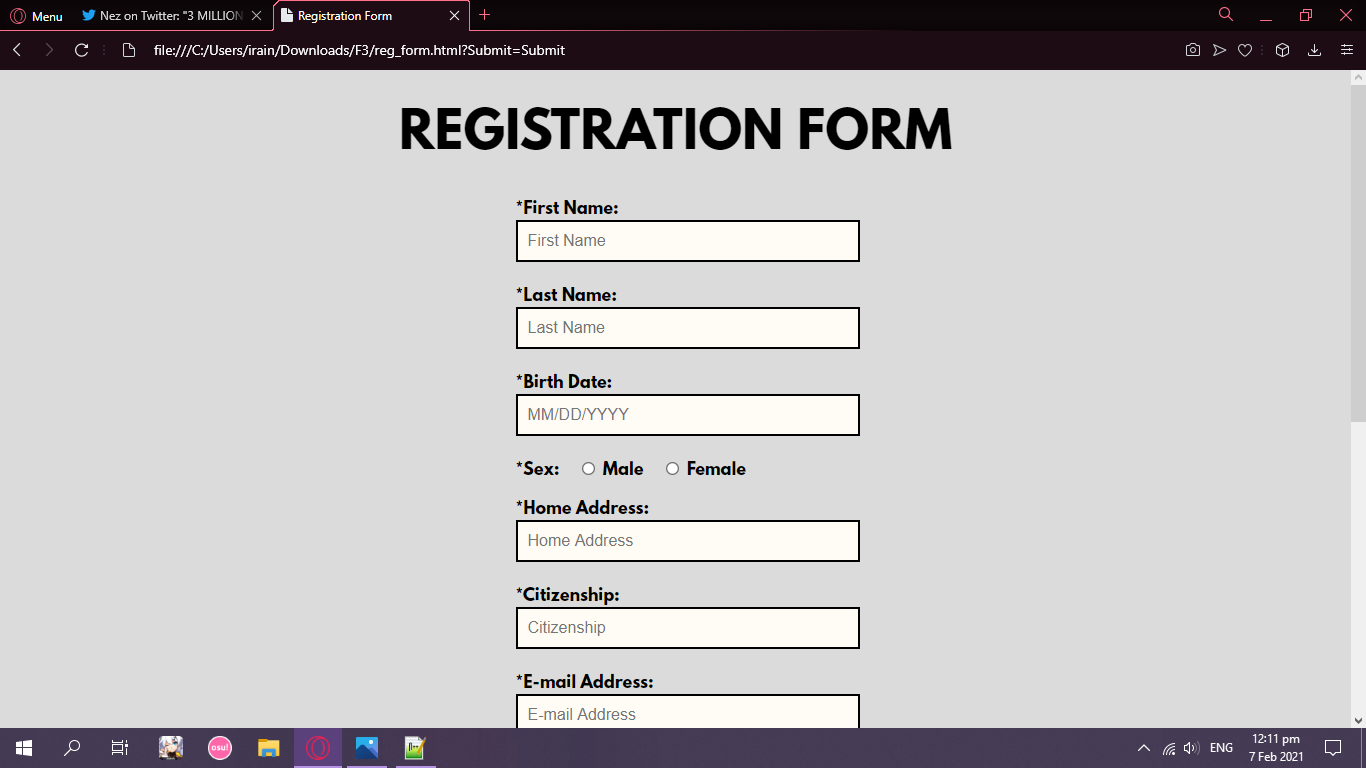 Menu
Nez on Twitter: "3 MILLION
Registration Form
file:///C:/Users/irain/Downloads/F3/reg_form.html?Submit=Submit
REGISTRATION FORM
*First Name:
First Name
*Last Name:
Last Name
*Birth Date:
MM/DD/YYYY
*Sex: Male Female
*Home Address:
Home Address
*Citizenship:
Citizenship
*E-mail Address:
E-mail Address
osu!
ENG
12:11 pm
7 Feb 2021